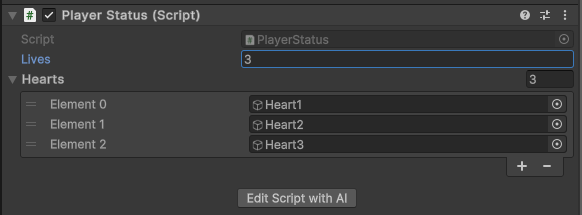 Player Status (Script)
Script PlayerStatus
Lives 3
Hearts 3
Element 0 Heart1
Element 1 Heart2
Element 2 Heart3
+ −
Edit Script with AI